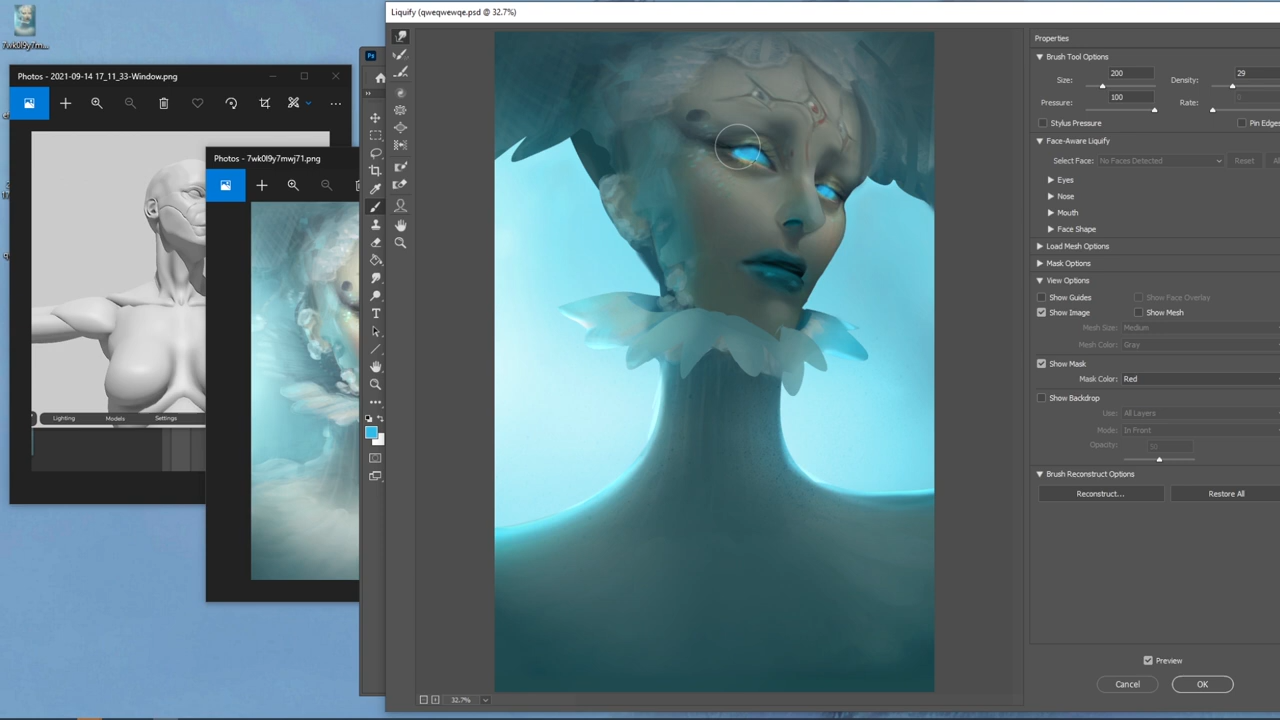 Liquify (qweqwewqe.psd @ 32.7%)
7wk0l9y7m...
Photos - 2021-09-14 17_11_33-Window.png
Photos - 7wk0l9y7mwj71.png
Lighting Models Settings
Ps
T
32.7%
Properties
Brush Tool Options
Size: 200 Density: 29
Pressure: 100 Rate: 0
Stylus Pressure Pin Edges
Face-Aware Liquify
Select Face: No Faces Detected Reset
Eyes
Nose
Mouth
Face Shape
Load Mesh Options
Mask Options
View Options
Show Guides Show Face Overlay
Show Image Show Mesh
Mesh Size: Medium
Mesh Color: Gray
Show Mask
Mask Color: Red
Show Backdrop
Use: All Layers
Mode: In Front
Opacity: 50
Brush Reconstruct Options
Reconstruct... Restore All
Preview
Cancel OK